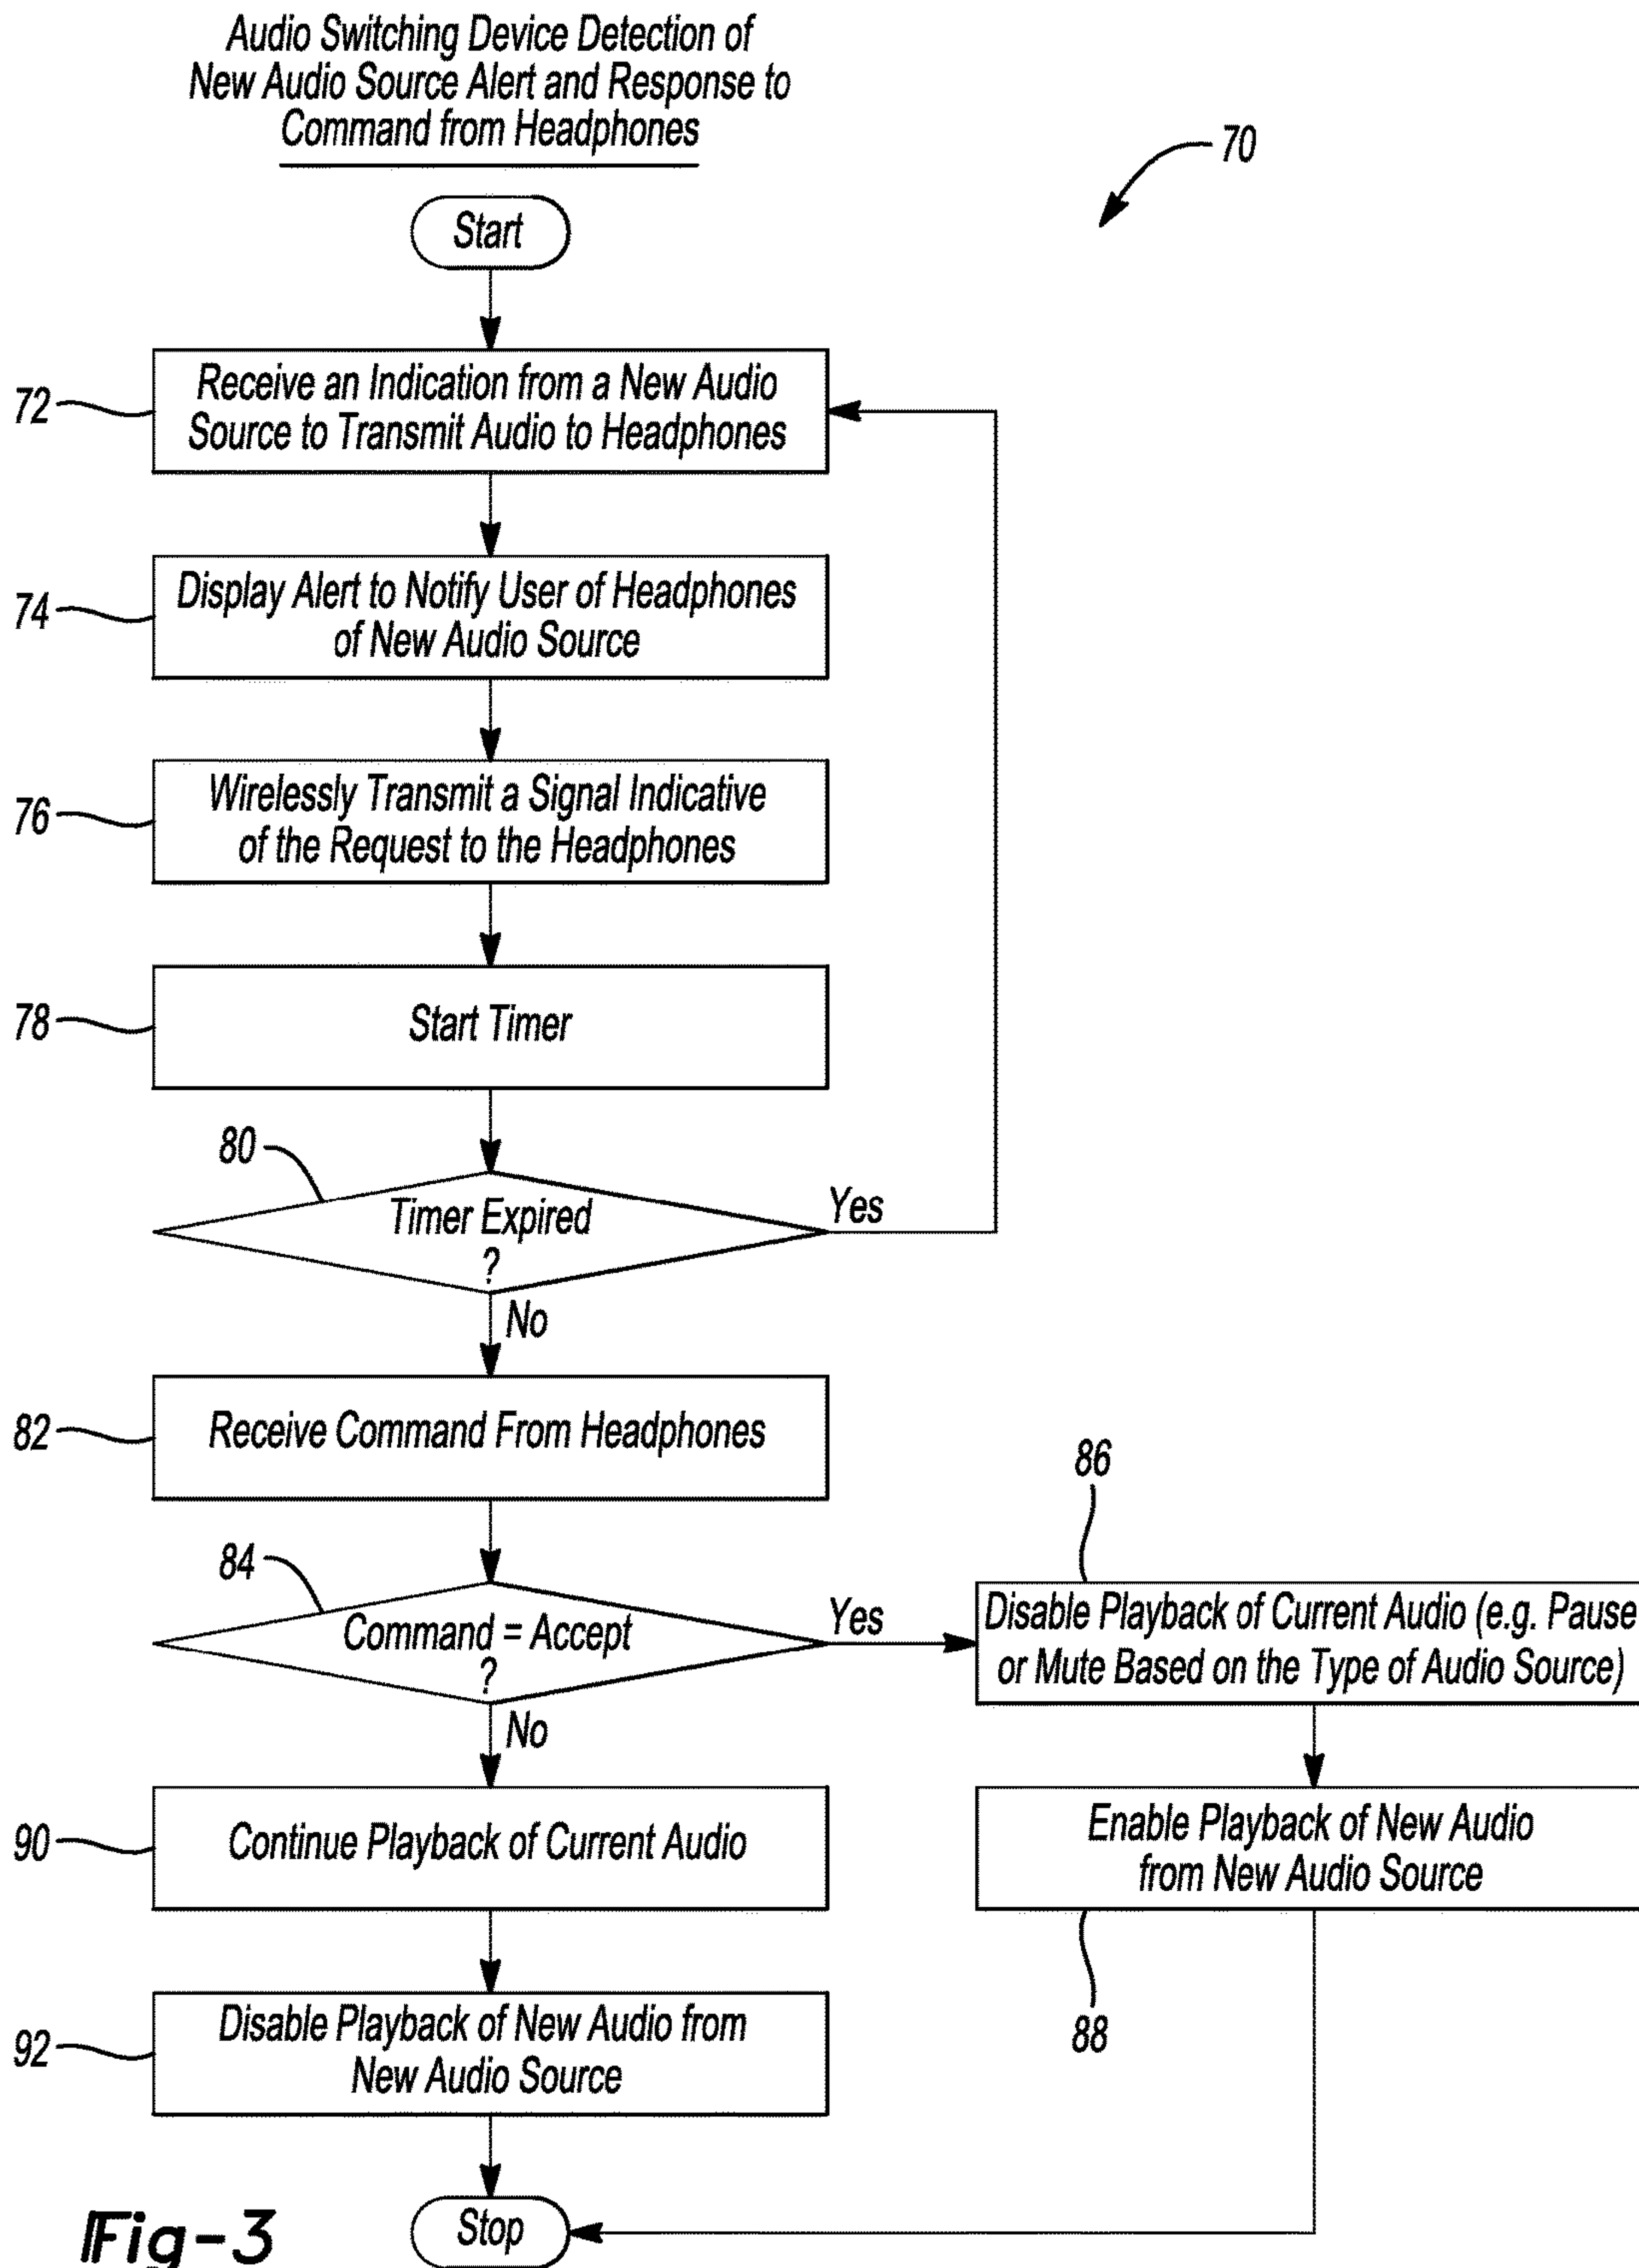 Audio Switching Device Detection of
New Audio Source Alert and Response to
Command from Headphones
70
Start
72
Receive an Indication from a New Audio
Source to Transmit Audio to Headphones
74
Display Alert to Notify User of Headphones
of New Audio Source
76
Wirelessly Transmit a Signal Indicative
of the Request to the Headphones
78
Start Timer
80
Timer Expired
?
Yes
No
82
Receive Command From Headphones
84
Command = Accept
?
Yes
No
86
Disable Playback of Current Audio (e.g. Pause
or Mute Based on the Type of Audio Source)
90
Continue Playback of Current Audio
Enable Playback of New Audio
from New Audio Source
88
92
Disable Playback of New Audio from
New Audio Source
Stop
Fig-3